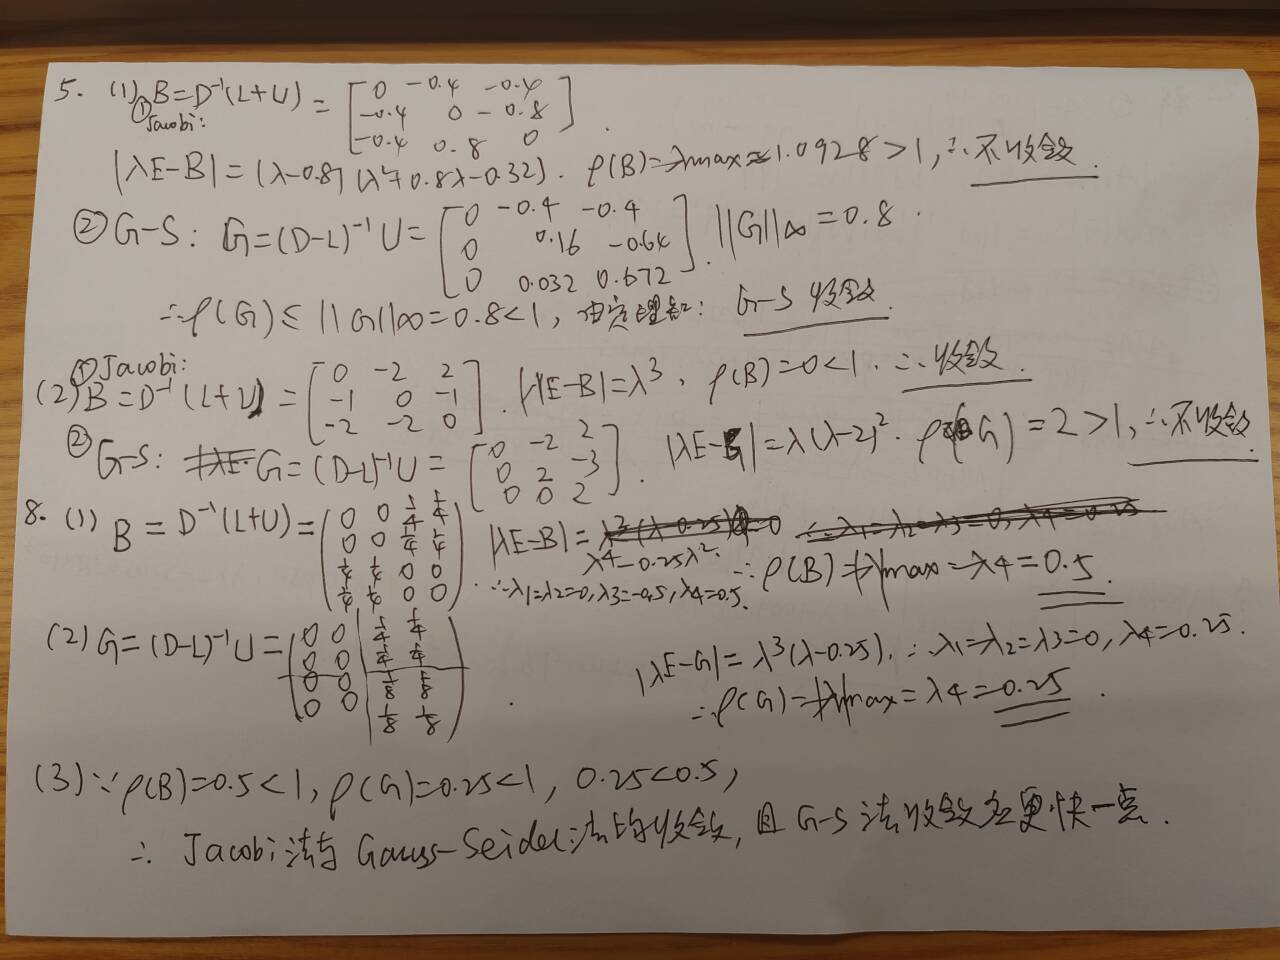 5. (1) B=D⁻¹(L+U) = [0 -0.4 -0.4
① Jacobi: -0.4 0 -0.8
-0.4 0.8 0].
|λE-B|=(λ-0.8)(λ²+0.8λ-0.32). ρ(B)=λmax≈1.0928>1, ∴不收敛.
② G-S: G=(D-L)⁻¹U= [0 -0.4 -0.4
0 0.16 -0.64
0 0.032 0.672]. ||G||∞=0.8.
∴ρ(G)≤||G||∞=0.8<1, 由定理知: G-S 收敛.
① Jacobi:
(2) B=D⁻¹(L+U) = [0 -2 2
-1 0 -1
-2 -2 0]. |λE-B|=λ³. ρ(B)=0<1. ∴收敛.
② G-S: G=(D-L)⁻¹U= [0 -2 2
0 2 -3
0 0 2]. |λE-G|=λ(λ-2)². ρ(G)=2>1, ∴不收敛
8. (1) B=D⁻¹(L+U)= (0 0 1/4 1/4
0 0 1/4 1/4
1/4 1/4 0 0
1/4 1/4 0 0). |λE-B|= λ⁴-0.25λ².
∴λ1=λ2=0, λ3=-0.5, λ4=0.5. ∴ρ(B)=|λ|max=λ4=0.5.
(2) G=(D-L)⁻¹U= (0 0 1/4 1/4
0 0 1/4 1/4
0 0 1/8 1/8
0 0 1/8 1/8).
|λE-G|=λ³(λ-0.25). ∴λ1=λ2=λ3=0, λ4=0.25.
∴ρ(G)=|λ|max=λ4=0.25.
(3) ∵ρ(B)=0.5<1, ρ(G)=0.25<1, 0.25<0.5,
∴ Jacobi法与Gauss-Seidel法均收敛, 且G-S法收敛应更快一点.